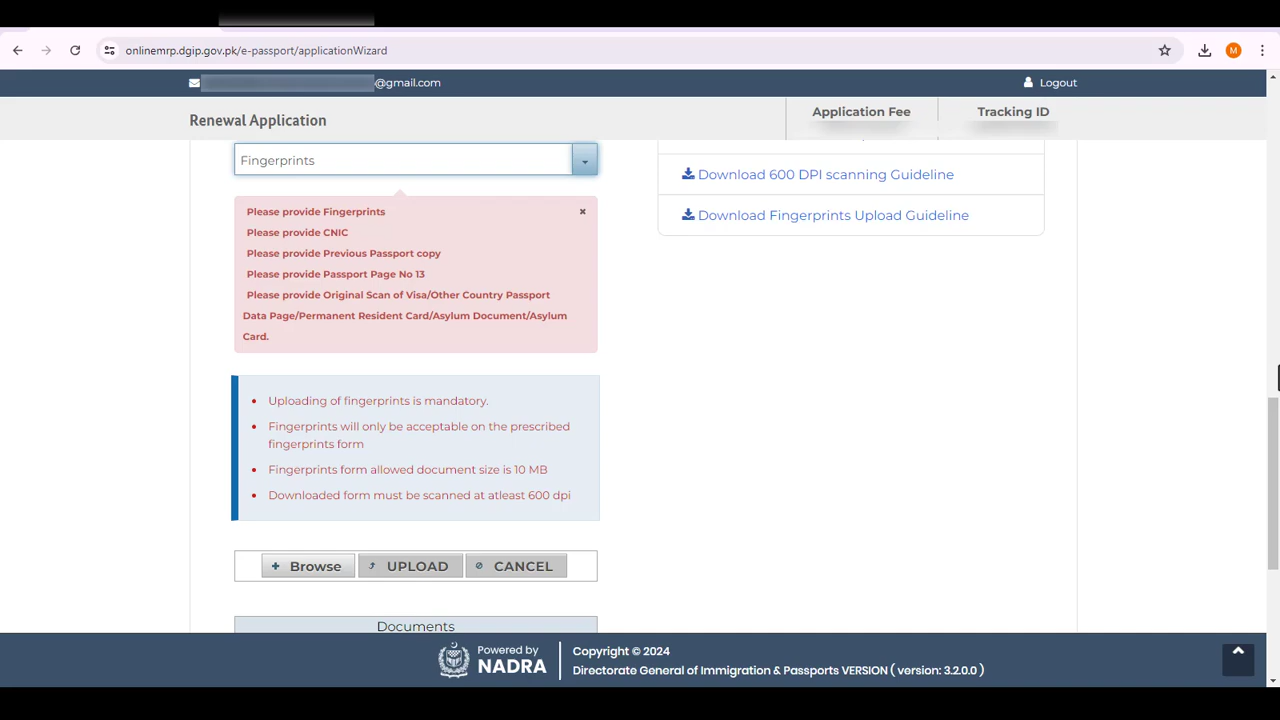 onlinemrp.dgip.gov.pk/e-passport/applicationWizard
M
@gmail.com
Logout
Renewal Application
Application Fee
Tracking ID
Fingerprints
Download 600 DPI scanning Guideline
Download Fingerprints Upload Guideline
Please provide Fingerprints
Please provide CNIC
Please provide Previous Passport copy
Please provide Passport Page No 13
Please provide Original Scan of Visa/Other Country Passport
Data Page/Permanent Resident Card/Asylum Document/Asylum
Card.
Uploading of fingerprints is mandatory.
Fingerprints will only be acceptable on the prescribed
fingerprints form
Fingerprints form allowed document size is 10 MB
Downloaded form must be scanned at atleast 600 dpi
Browse
UPLOAD
CANCEL
Documents
Powered by
NADRA
Copyright © 2024
Directorate General of Immigration & Passports VERSION ( version: 3.2.0.0 )